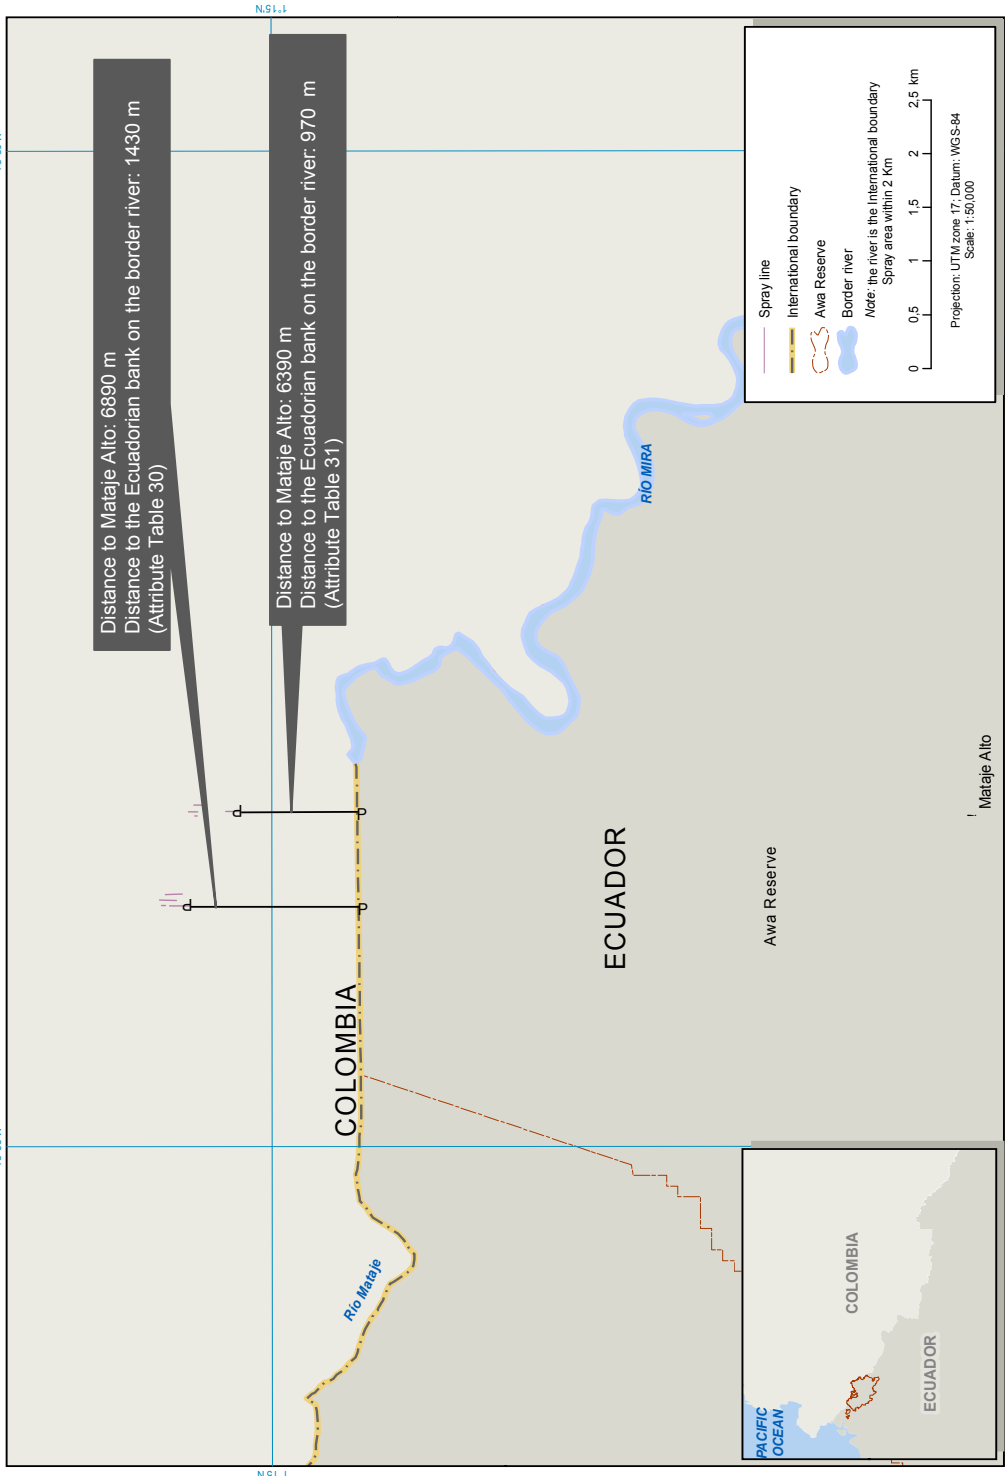 Distance to Mataje Alto: 6890 m
Distance to the Ecuadorian bank on the border river: 1430 m
(Attribute Table 30)
Distance to Mataje Alto: 6390 m
Distance to the Ecuadorian bank on the border river: 970 m
(Attribute Table 31)
1°15'N
1°15'N
COLOMBIA
ECUADOR
Río Mataje
RÍO MIRA
Awa Reserve
Mataje Alto
PACIFIC
OCEAN
COLOMBIA
ECUADOR
Spray line
International boundary
Awa Reserve
Border river
Note: the river is the International boundary
Spray area within 2 Km
0 0,5 1 1,5 2 2,5 km
Projection: UTM zone 17; Datum: WGS-84
Scale: 1:50,000